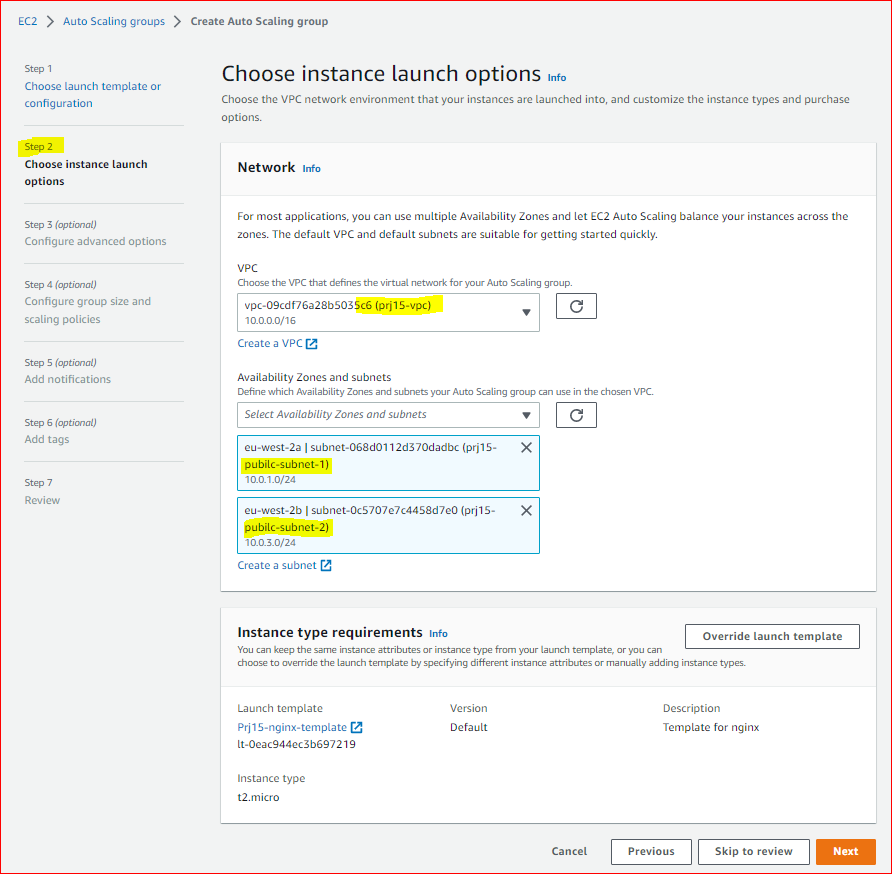 EC2 > Auto Scaling groups > Create Auto Scaling group
Step 1
Choose launch template or
configuration
Step 2
Choose instance launch
options
Step 3 (optional)
Configure advanced options
Step 4 (optional)
Configure group size and
scaling policies
Step 5 (optional)
Add notifications
Step 6 (optional)
Add tags
Step 7
Review
Choose instance launch options Info
Choose the VPC network environment that your instances are launched into, and customize the instance types and purchase
options.
Network Info
For most applications, you can use multiple Availability Zones and let EC2 Auto Scaling balance your instances across the
zones. The default VPC and default subnets are suitable for getting started quickly.
VPC
Choose the VPC that defines the virtual network for your Auto Scaling group.
vpc-09cdf76a28b5035c6 (prj15-vpc)
10.0.0.0/16
Create a VPC
Availability Zones and subnets
Define which Availability Zones and subnets your Auto Scaling group can use in the chosen VPC.
Select Availability Zones and subnets
eu-west-2a | subnet-068d0112d370dadbc (prj15-
pubilc-subnet-1)
10.0.1.0/24
eu-west-2b | subnet-0c5707e7c4458d7e0 (prj15-
pubilc-subnet-2)
10.0.3.0/24
Create a subnet
Instance type requirements Info
Override launch template
You can keep the same instance attributes or instance type from your launch template, or you can
choose to override the launch template by specifying different instance attributes or manually adding instance types.
Launch template
Prj15-nginx-template
lt-0eac944ec3b697219
Version
Default
Description
Template for nginx
Instance type
t2.micro
Cancel
Previous
Skip to review
Next